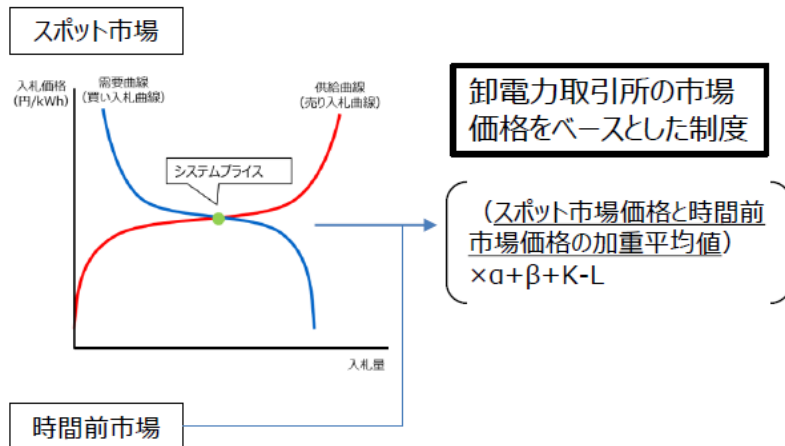 スポット市場
入札価格
(円/kWh)
需要曲線
(買い入札曲線)
供給曲線
(売り入札曲線)
システムプライス
入札量
時間前市場
卸電力取引所の市場
価格をベースとした制度
(スポット市場価格と時間前
市場価格の加重平均値)
×α+β+K-L